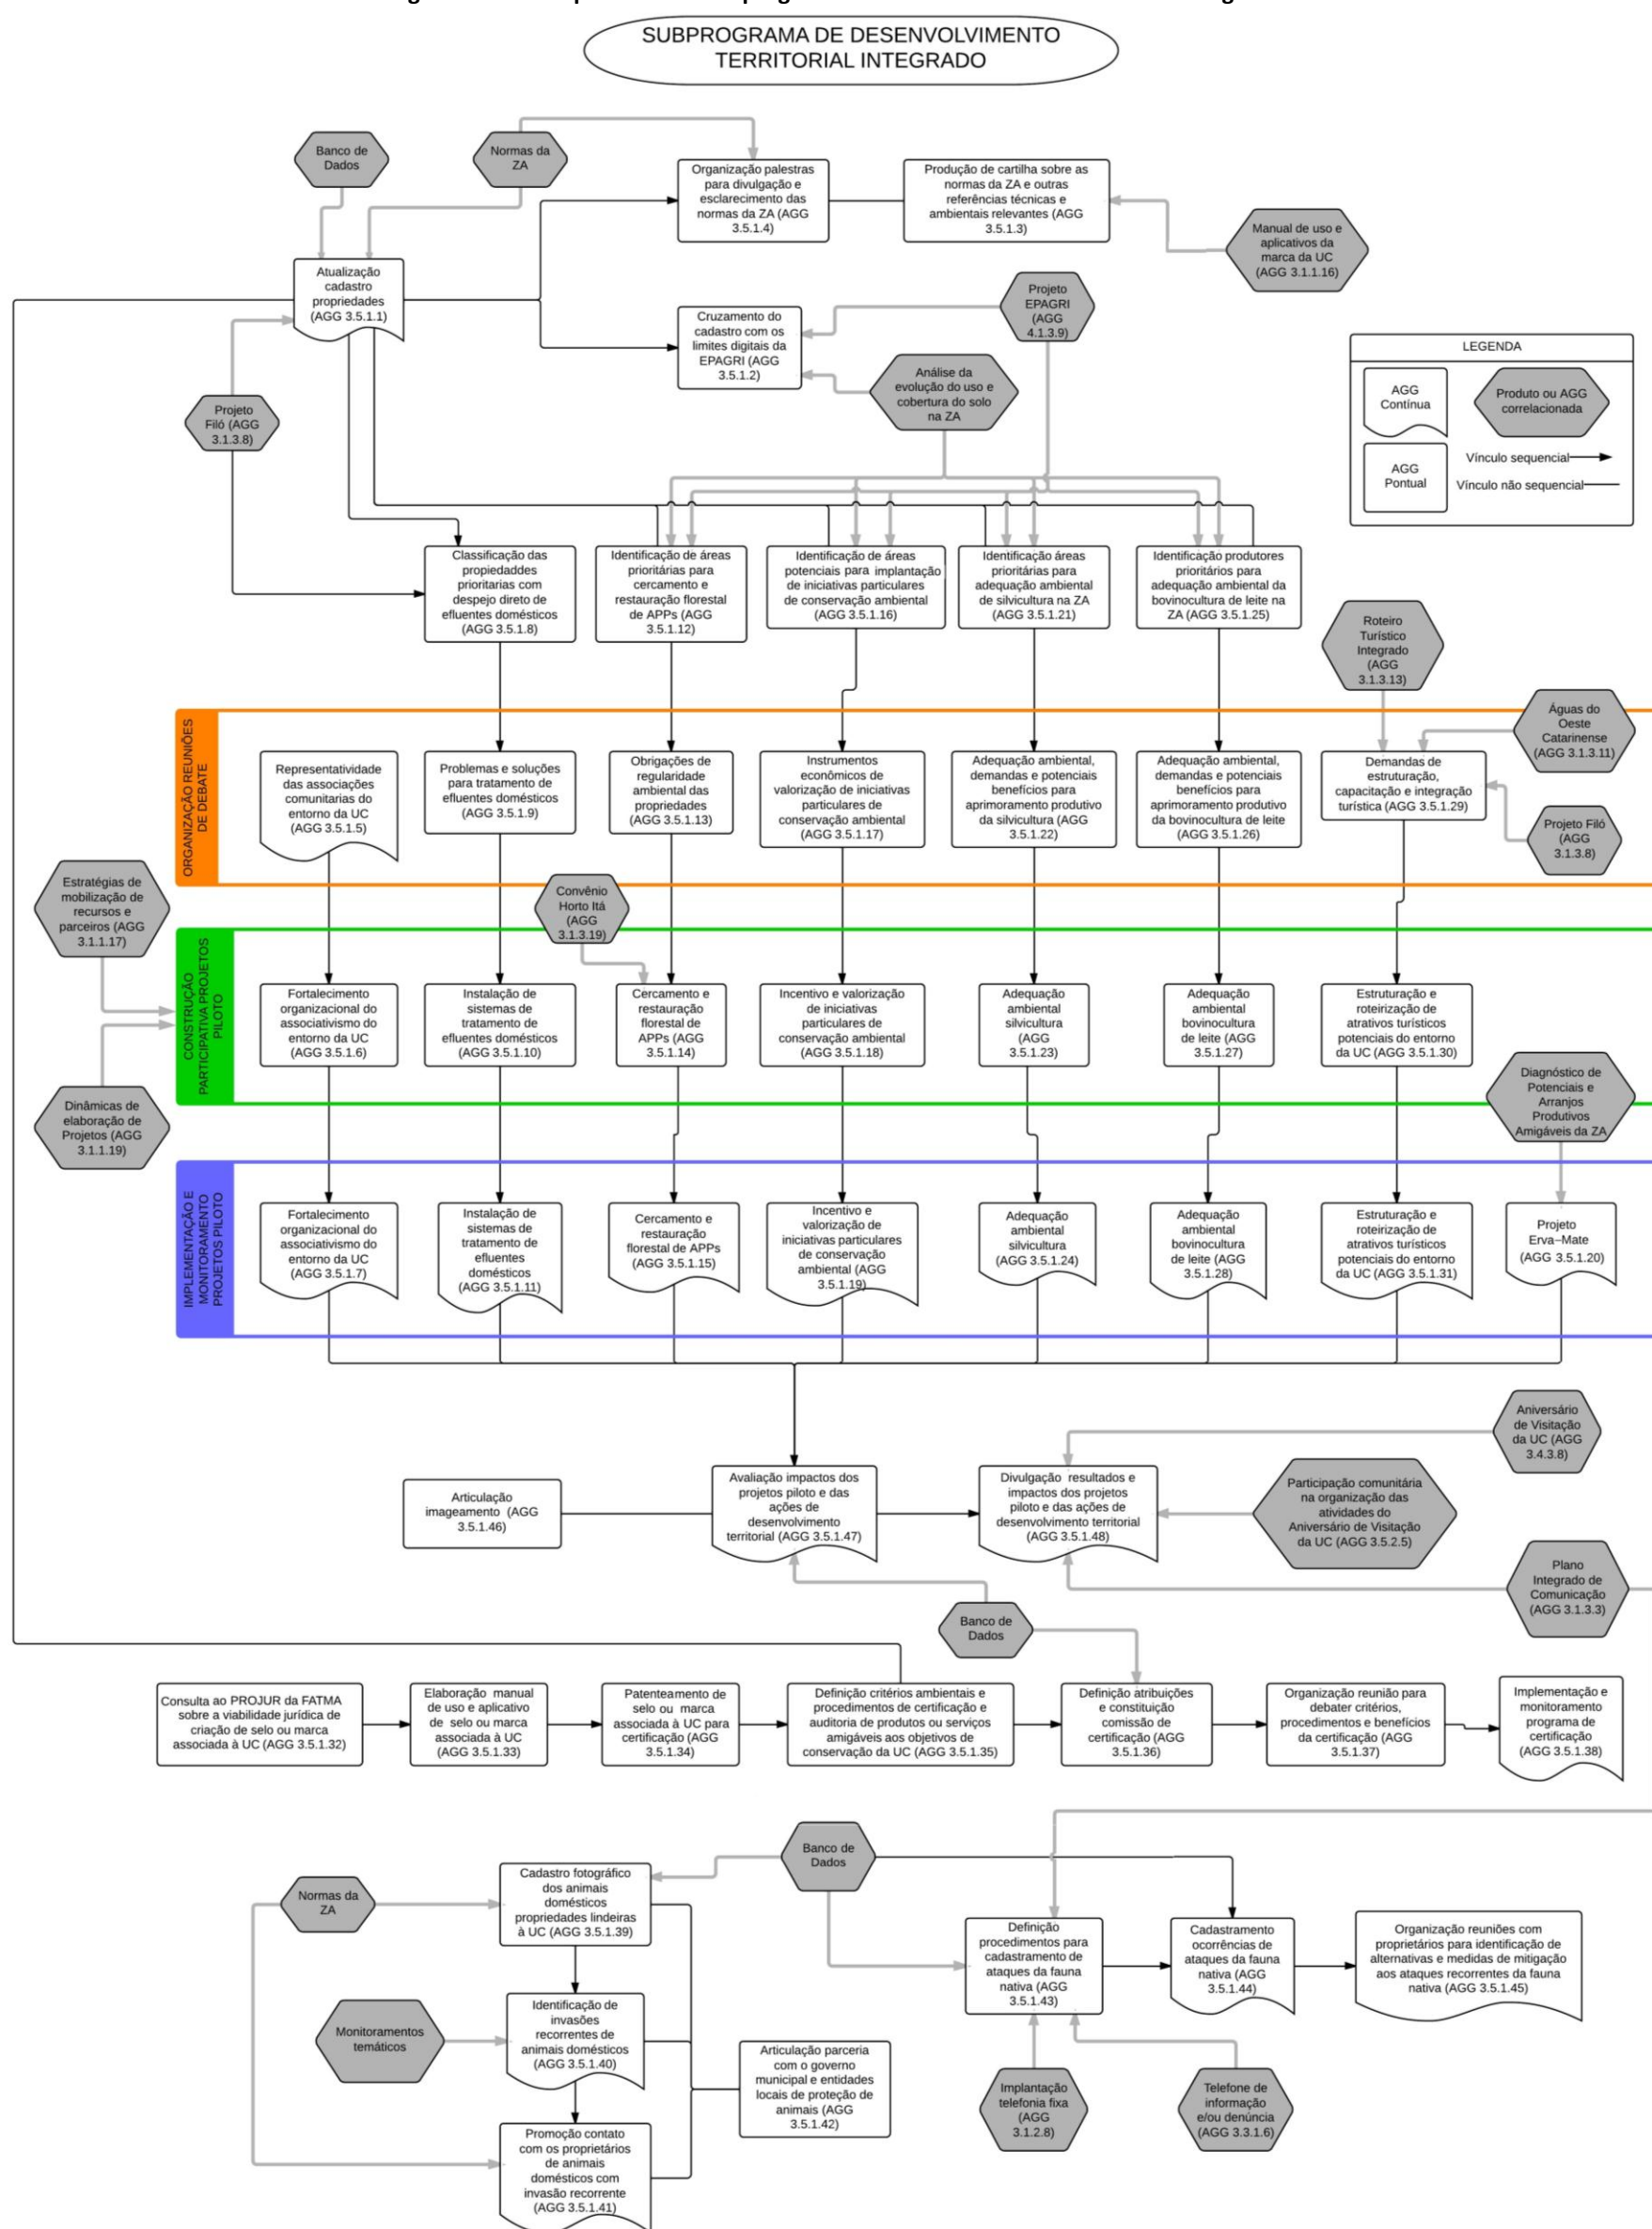 SUBPROGRAMA DE DESENVOLVIMENTO
TERRITORIAL INTEGRADO
Banco de
Dados
Normas da
ZA
Organização palestras
para divulgação e
esclarecimento das
normas da ZA (AGG
3.5.1.4)
Produção de cartilha sobre as
normas da ZA e outras
referências técnicas e
ambientais relevantes (AGG
3.5.1.3)
Manual de uso e
aplicativos da
marca da UC
(AGG 3.1.1.16)
Atualização
cadastro
propriedades
(AGG 3.5.1.1)
Cruzamento do
cadastro com os
limites digitais da
EPAGRI (AGG
3.5.1.2)
Projeto
EPAGRI
(AGG
4.1.3.9)
Análise da
evolução do uso e
cobertura do solo
na ZA
LEGENDA
AGG
Contínua
Produto ou AGG
correlacionada
AGG
Pontual
Vínculo sequencial
Vínculo não sequencial
Projeto
Filó (AGG
3.1.3.8)
Classificação das
propiedaddes
prioritarias com
despejo direto de
efluentes domésticos
(AGG 3.5.1.8)
Identificação de áreas
prioritárias para
cercamento e
restauração florestal
de APPs (AGG
3.5.1.12)
Identificação de áreas
potenciais para implantação
de iniciativas particulares
de conservação ambiental
(AGG 3.5.1.16)
Identificação áreas
prioritárias para
adequação ambiental
de silvicultura na ZA
(AGG 3.5.1.21)
Identificação produtores
prioritários para
adequação ambiental da
bovinocultura de leite na
ZA (AGG 3.5.1.25)
Roteiro
Turístico
Integrado
(AGG
3.1.3.13)
Águas do
Oeste
Catarinense
(AGG 3.1.3.11)
Projeto Filó
(AGG
3.1.3.8)
ORGANIZAÇÃO REUNIÕES
DE DEBATE
Representatividade
das associações
comunitarias do
entorno da UC
(AGG 3.5.1.5)
Problemas e soluções
para tratamento de
efluentes domésticos
(AGG 3.5.1.9)
Obrigações de
regularidade
ambiental das
propriedades
(AGG 3.5.1.13)
Instrumentos
econômicos de
valorização de iniciativas
particulares de
conservação ambiental
(AGG 3.5.1.17)
Adequação ambiental,
demandas e potenciais
benefícios para
aprimoramento produtivo
da silvicultura (AGG
3.5.1.22)
Adequação ambiental,
demandas e potenciais
benefícios para
aprimoramento produtivo
da bovinocultura de leite
(AGG 3.5.1.26)
Demandas de
estruturação,
capacitação e integração
turística (AGG 3.5.1.29)
Estratégias de
mobilização de
recursos e
parceiros (AGG
3.1.1.17)
Convênio
Horto Itá
(AGG
3.1.3.19)
Dinâmicas de
elaboração de
Projetos (AGG
3.1.1.19)
CONSTRUÇÃO
PARTICIPATIVA PROJETOS
PILOTO
Fortalecimento
organizacional do
associativismo do
entorno da UC
(AGG 3.5.1.6)
Instalação de
sistemas de
tratamento de
efluentes domésticos
(AGG 3.5.1.10)
Cercamento e
restauração
florestal de
APPs (AGG
3.5.1.14)
Incentivo e valorização
de iniciativas
particulares de
conservação ambiental
(AGG 3.5.1.18)
Adequação
ambiental
silvicultura
(AGG
3.5.1.23)
Adequação
ambiental
bovinocultura
de leite (AGG
3.5.1.27)
Estruturação e
roteirização de
atrativos turísticos
potenciais do entorno
da UC (AGG 3.5.1.30)
Diagnóstico de
Potenciais e
Arranjos
Produtivos
Amigáveis da ZA
IMPLEMENTAÇÃO E
MONITORAMENTO
PROJETOS PILOTO
Fortalecimento
organizacional do
associativismo do
entorno da UC
(AGG 3.5.1.7)
Instalação de
sistemas de
tratamento de
efluentes
domésticos
(AGG 3.5.1.11)
Cercamento e
restauração
florestal de APPs
(AGG 3.5.1.15)
Incentivo e
valorização de
iniciativas particulares
de conservação
ambiental (AGG
3.5.1.19)
Adequação
ambiental
silvicultura
(AGG 3.5.1.24)
Adequação
ambiental
bovinocultura
de leite (AGG
3.5.1.28)
Estruturação e
roteirização de
atrativos turísticos
potenciais do entorno
da UC (AGG 3.5.1.31)
Projeto
Erva–Mate
(AGG 3.5.1.20)
Articulação
imageamento (AGG
3.5.1.46)
Avaliação impactos dos
projetos piloto e das
ações de
desenvolvimento
territorial (AGG 3.5.1.47)
Divulgação resultados e
impactos dos projetos
piloto e das ações de
desenvolvimento territorial
(AGG 3.5.1.48)
Aniversário
de Visitação
da UC (AGG
3.4.3.8)
Participação comunitária
na organização das
atividades do
Aniversário de Visitação
da UC (AGG 3.5.2.5)
Plano
Integrado de
Comunicação
(AGG 3.1.3.3)
Banco de
Dados
Consulta ao PROJUR da FATMA
sobre a viabilidade jurídica de
criação de selo ou marca
associada à UC (AGG 3.5.1.32)
Elaboração manual
de uso e aplicativo
de selo ou marca
associada à UC
(AGG 3.5.1.33)
Patenteamento de
selo ou marca
associada à UC para
certificação (AGG
3.5.1.34)
Definição critérios ambientais e
procedimentos de certificação e
auditoria de produtos ou serviços
amigáveis aos objetivos de
conservação da UC (AGG 3.5.1.35)
Definição atribuições
e constituição
comissão de
certificação (AGG
3.5.1.36)
Organização reunião para
debater critérios,
procedimentos e benefícios
da certificação (AGG
3.5.1.37)
Implementação e
monitoramento
programa de
certificação
(AGG 3.5.1.38)
Banco de
Dados
Normas da
ZA
Cadastro fotográfico
dos animais
domésticos
propriedades lindeiras
à UC (AGG 3.5.1.39)
Definição
procedimentos para
cadastramento de
ataques da fauna
nativa (AGG
3.5.1.43)
Cadastramento
ocorrências de
ataques da fauna
nativa (AGG
3.5.1.44)
Organização reuniões com
proprietários para identificação de
alternativas e medidas de mitigação
aos ataques recorrentes da fauna
nativa (AGG 3.5.1.45)
Monitoramentos
temáticos
Identificação de
invasões
recorrentes de
animais domésticos
(AGG 3.5.1.40)
Articulação parceria
com o governo
municipal e entidades
locais de proteção de
animais (AGG
3.5.1.42)
Implantação
telefonia fixa
(AGG
3.1.2.8)
Telefone de
informação
e/ou denúncia
(AGG 3.3.1.6)
Promoção contato
com os proprietários
de animais
domésticos com
invasão recorrente
(AGG 3.5.1.41)